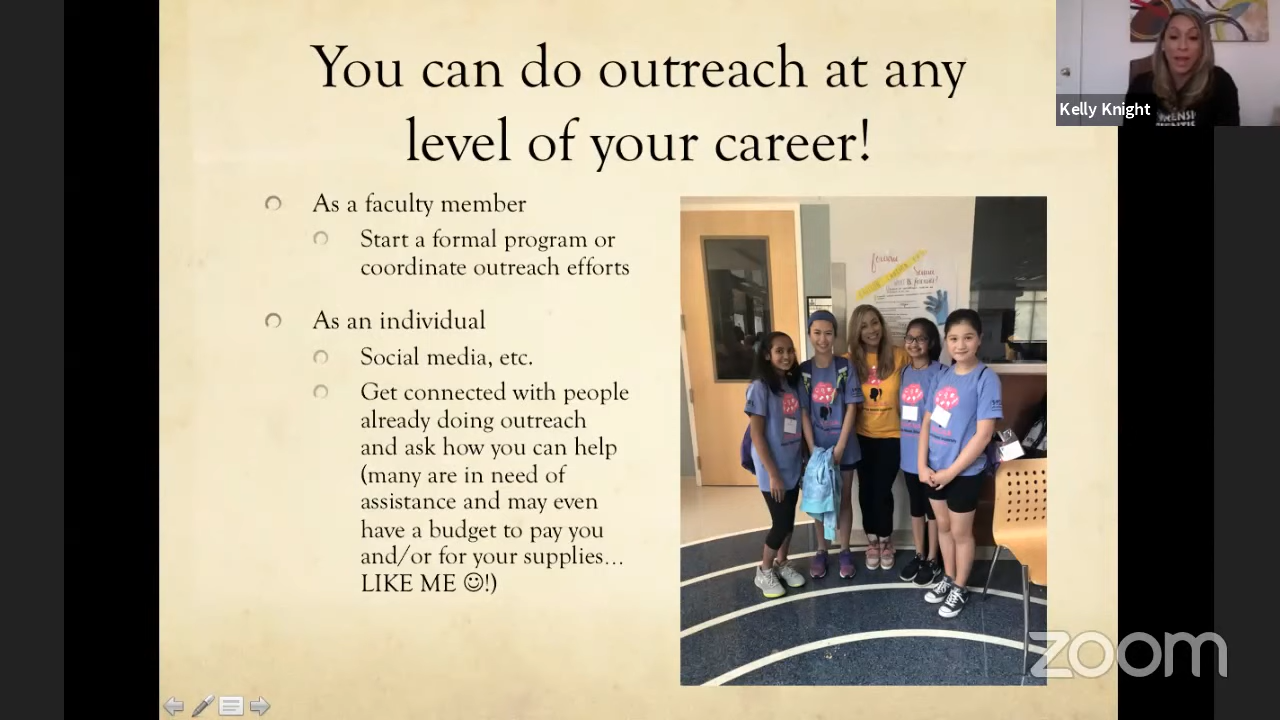 You can do outreach at any
level of your career!
As a faculty member
Start a formal program or
coordinate outreach efforts
As an individual
Social media, etc.
Get connected with people
already doing outreach
and ask how you can help
(many are in need of
assistance and may even
have a budget to pay you
and/or for your supplies...
LIKE ME ☺!)
Kelly Knight
zoom